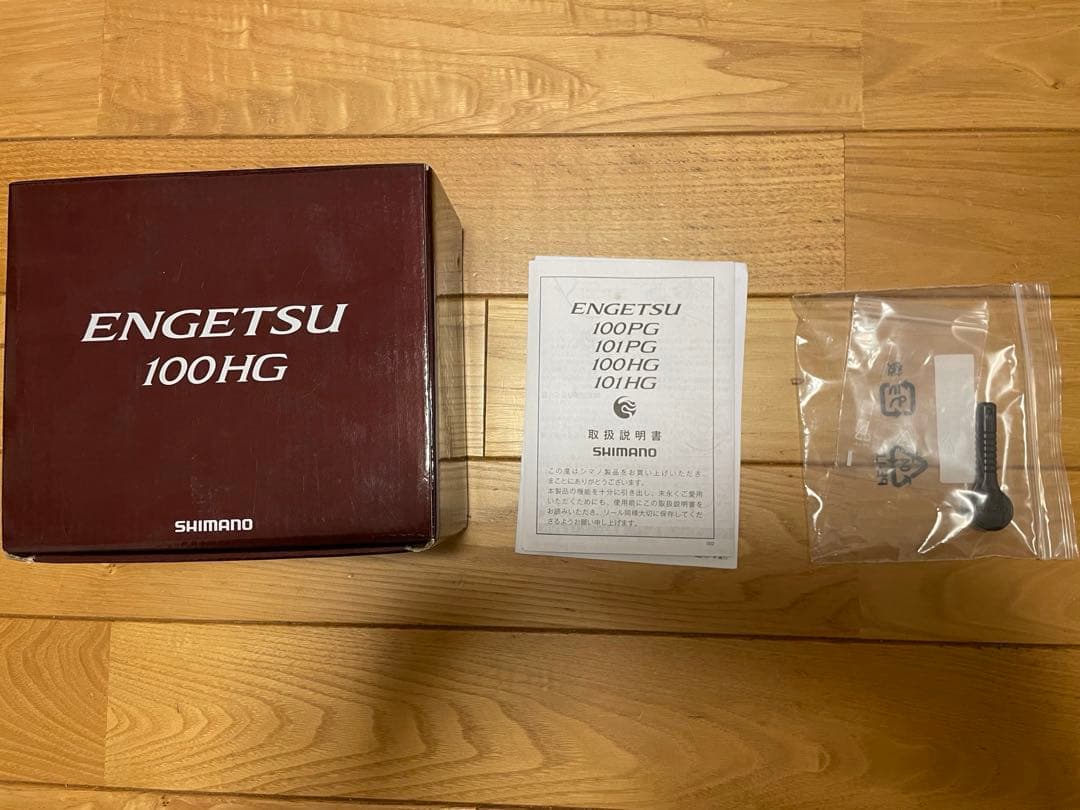 ENGETSU
100HG
SHIMANO
ENGETSU
100PG
101PG
100HG
101HG
取扱説明書
SHIMANO
この度はシマノ製品をお買い上げいただき、
まことにありがとうございます。
本製品の機能を十分に引き出し、末永くご愛用
いただくためにも、使用前にこの取扱説明書を
お読みいただき、リール同様大切に保存してくだ
さるようお願い申し上げます。